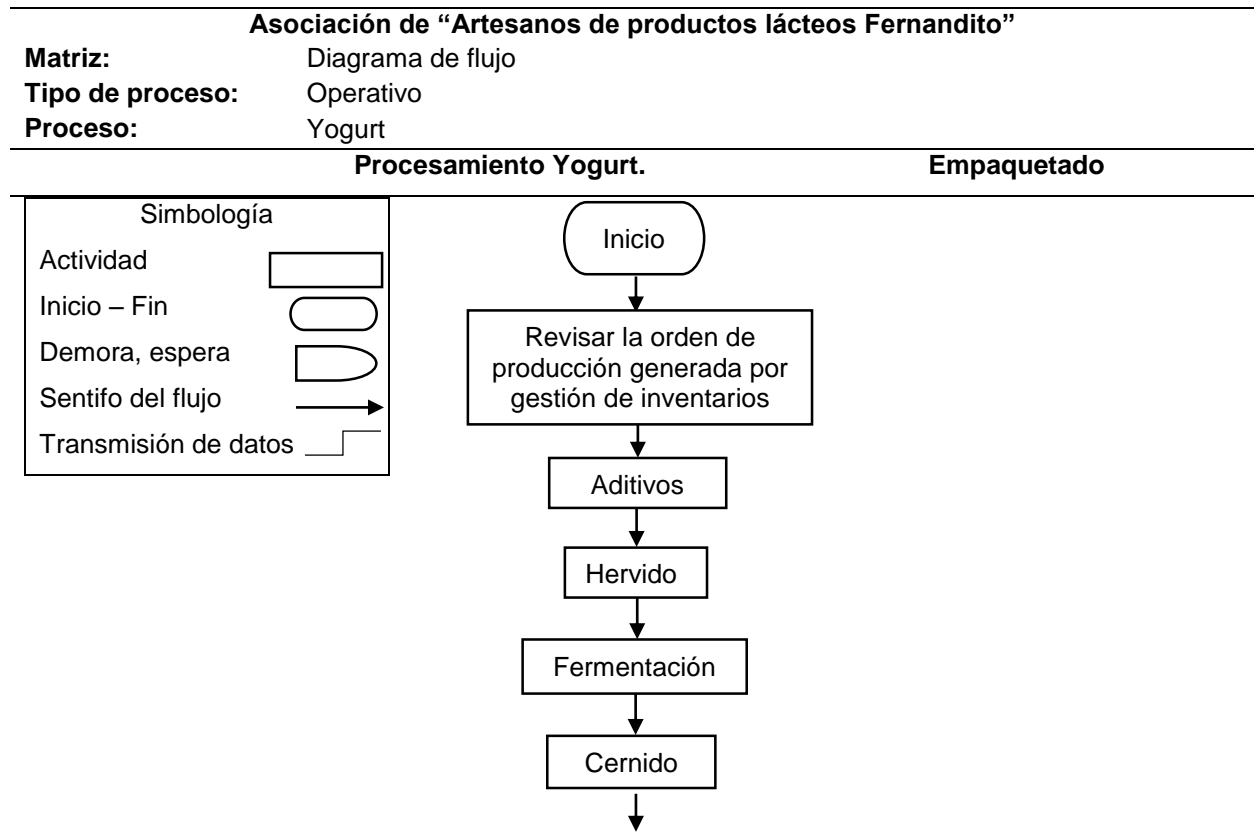 Asociación de “Artesanos de productos lácteos Fernandito”
Matriz: Diagrama de flujo
Tipo de proceso: Operativo
Proceso: Yogurt
Procesamiento Yogurt. Empaquetado
Simbología
Actividad
Inicio – Fin
Demora, espera
Sentifo del flujo
Transmisión de datos
Inicio
Revisar la orden de
producción generada por
gestión de inventarios
Aditivos
Hervido
Fermentación
Cernido